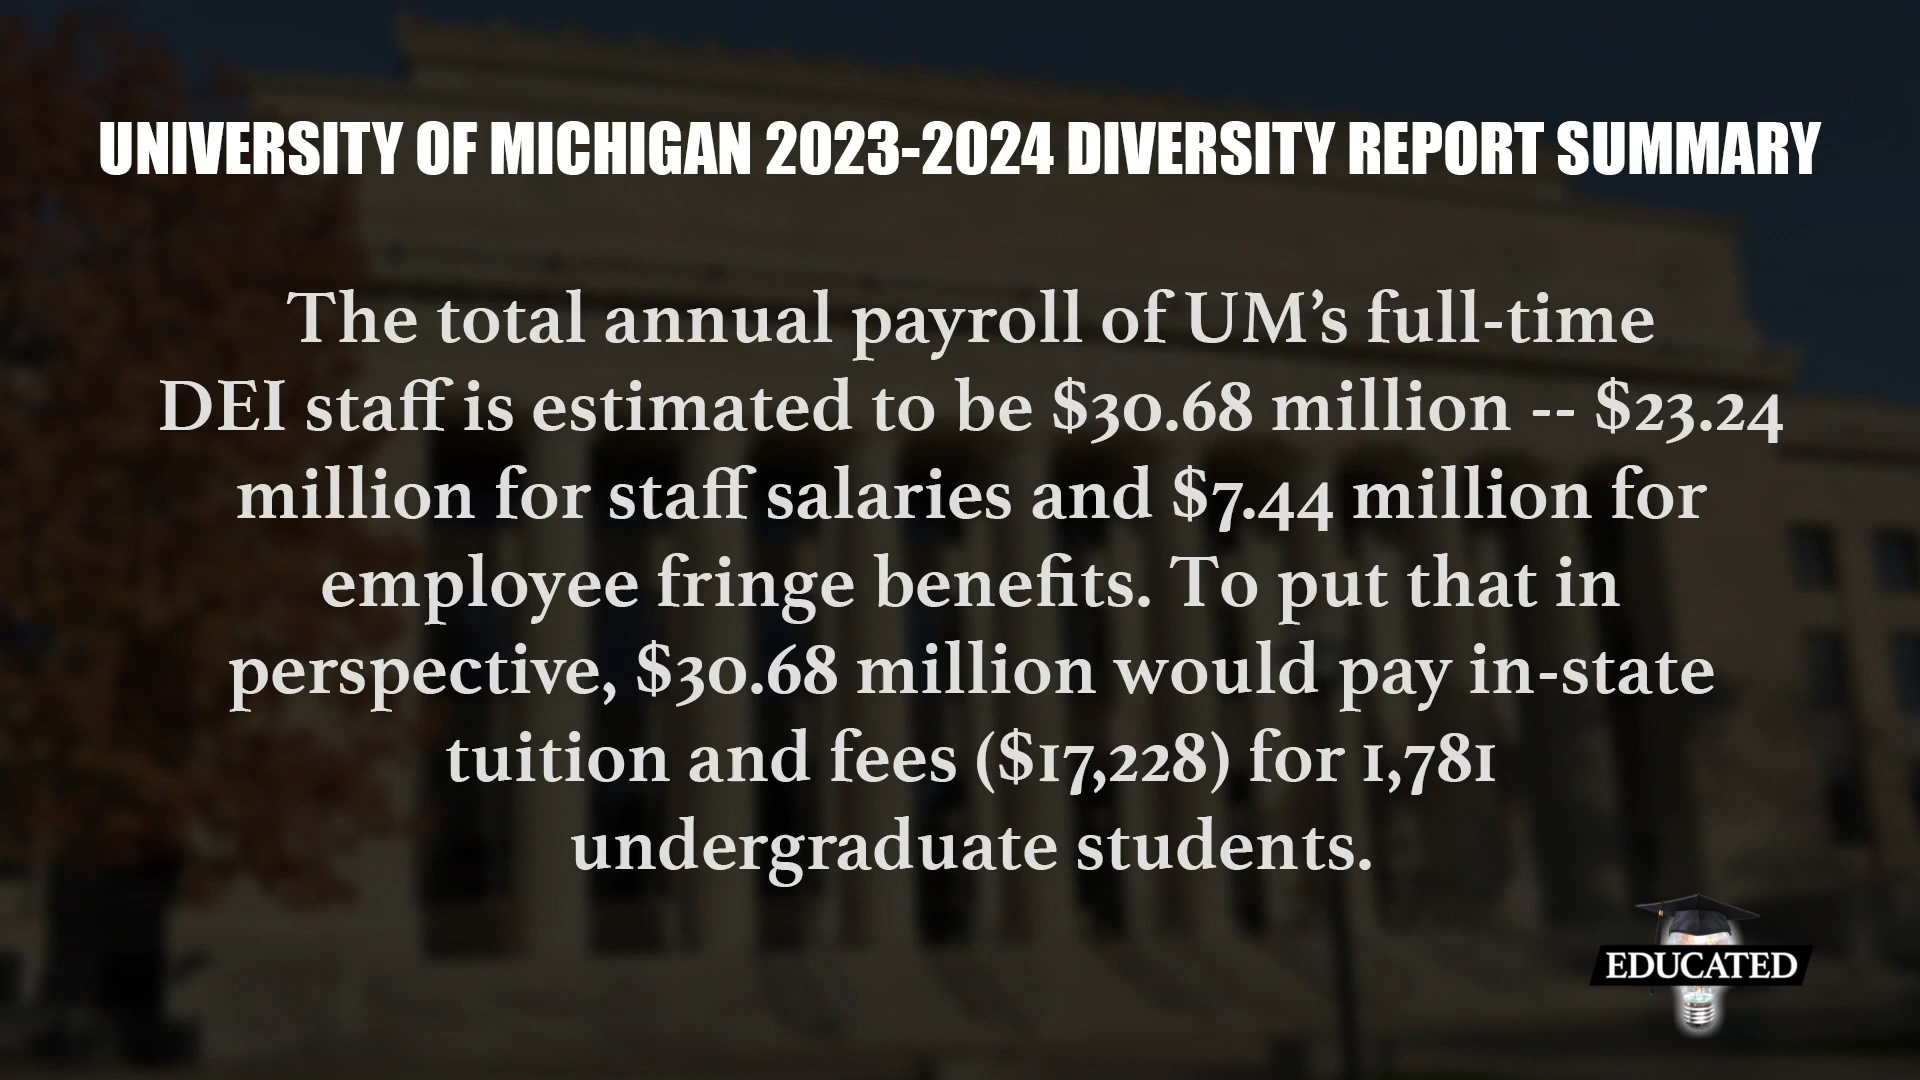 UNIVERSITY OF MICHIGAN 2023-2024 DIVERSITY REPORT SUMMARY
The total annual payroll of UM’s full-time
DEI staff is estimated to be $30.68 million -- $23.24
million for staff salaries and $7.44 million for
employee fringe benefits. To put that in
perspective, $30.68 million would pay in-state
tuition and fees ($17,228) for 1,781
undergraduate students.
EDUCATED